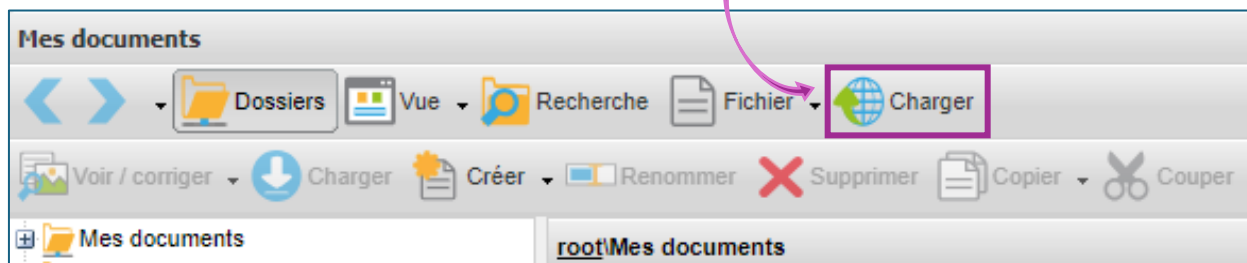 Mes documents
Dossiers Vue Recherche Fichier Charger
Voir / corriger Charger Créer Renommer Supprimer Copier Couper
Mes documents root\Mes documents